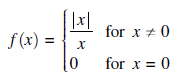 f(x) = { |x|/x for x ≠ 0
0 for x = 0